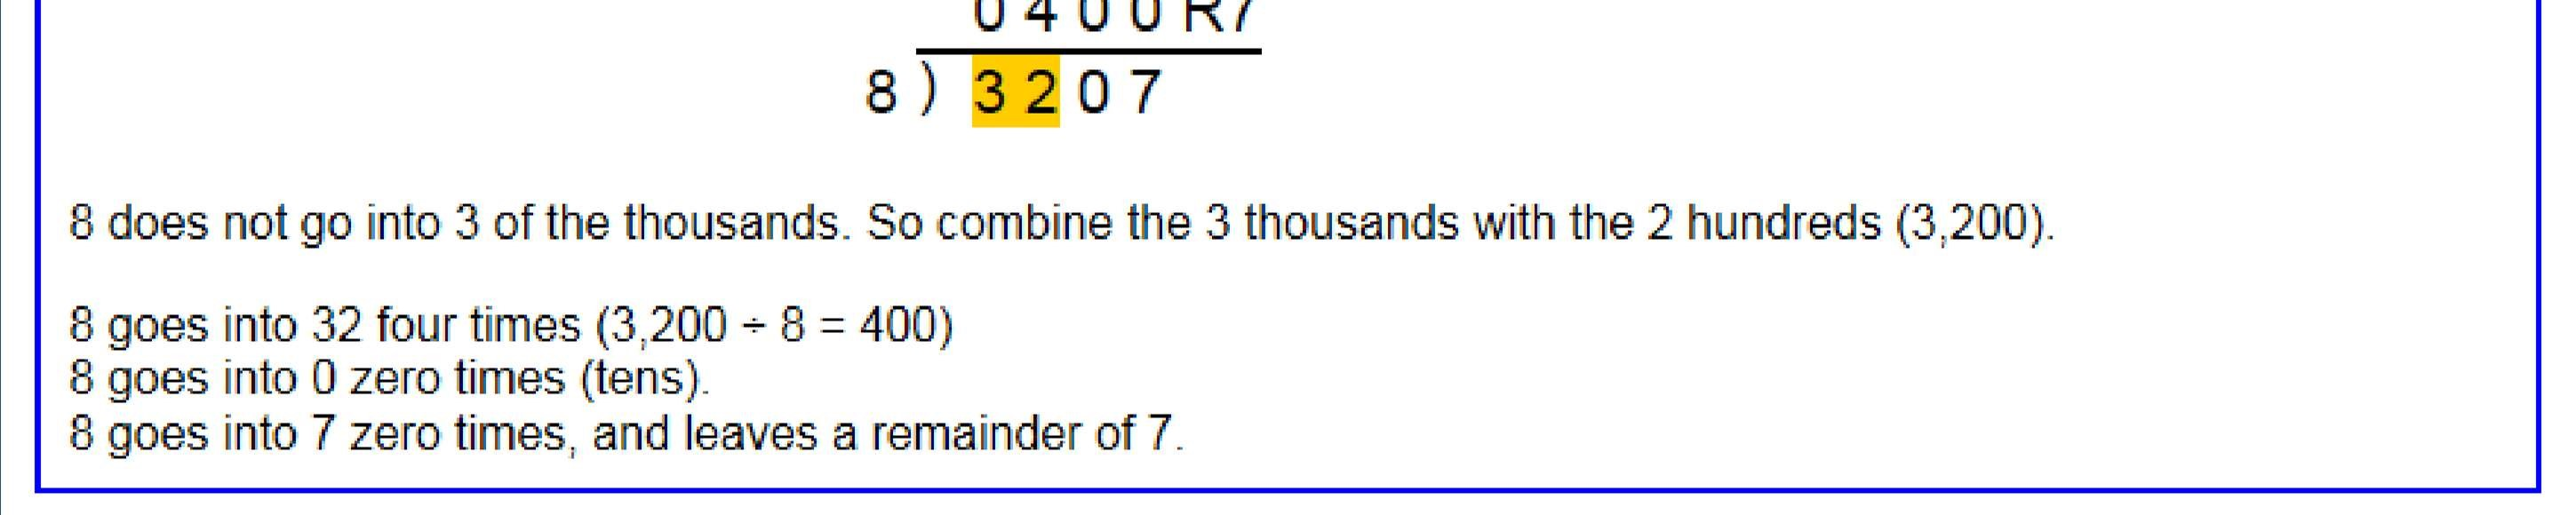 0 4 0 0 R7
8 ) 3 2 0 7
8 does not go into 3 of the thousands. So combine the 3 thousands with the 2 hundreds (3,200).
8 goes into 32 four times (3,200 ÷ 8 = 400)
8 goes into 0 zero times (tens).
8 goes into 7 zero times, and leaves a remainder of 7.